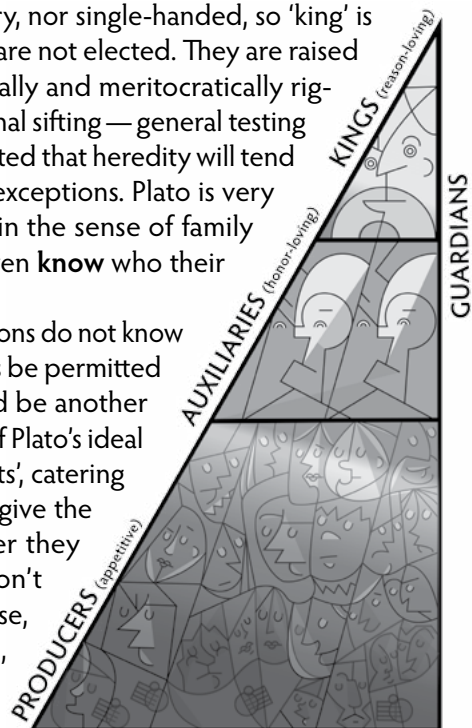 ry, nor single-handed, so ‘king’ is
are not elected. They are raised
ally and meritocratically rig-
nal sifting — general testing
ted that heredity will tend
exceptions. Plato is very
in the sense of family
en know who their
ons do not know
s be permitted
d be another
f Plato’s ideal
ts’, catering
give the
er they
on’t
se,
,
KINGS (reason-loving)
AUXILIARIES (honor-loving)
PRODUCERS (appetitive)
GUARDIANS